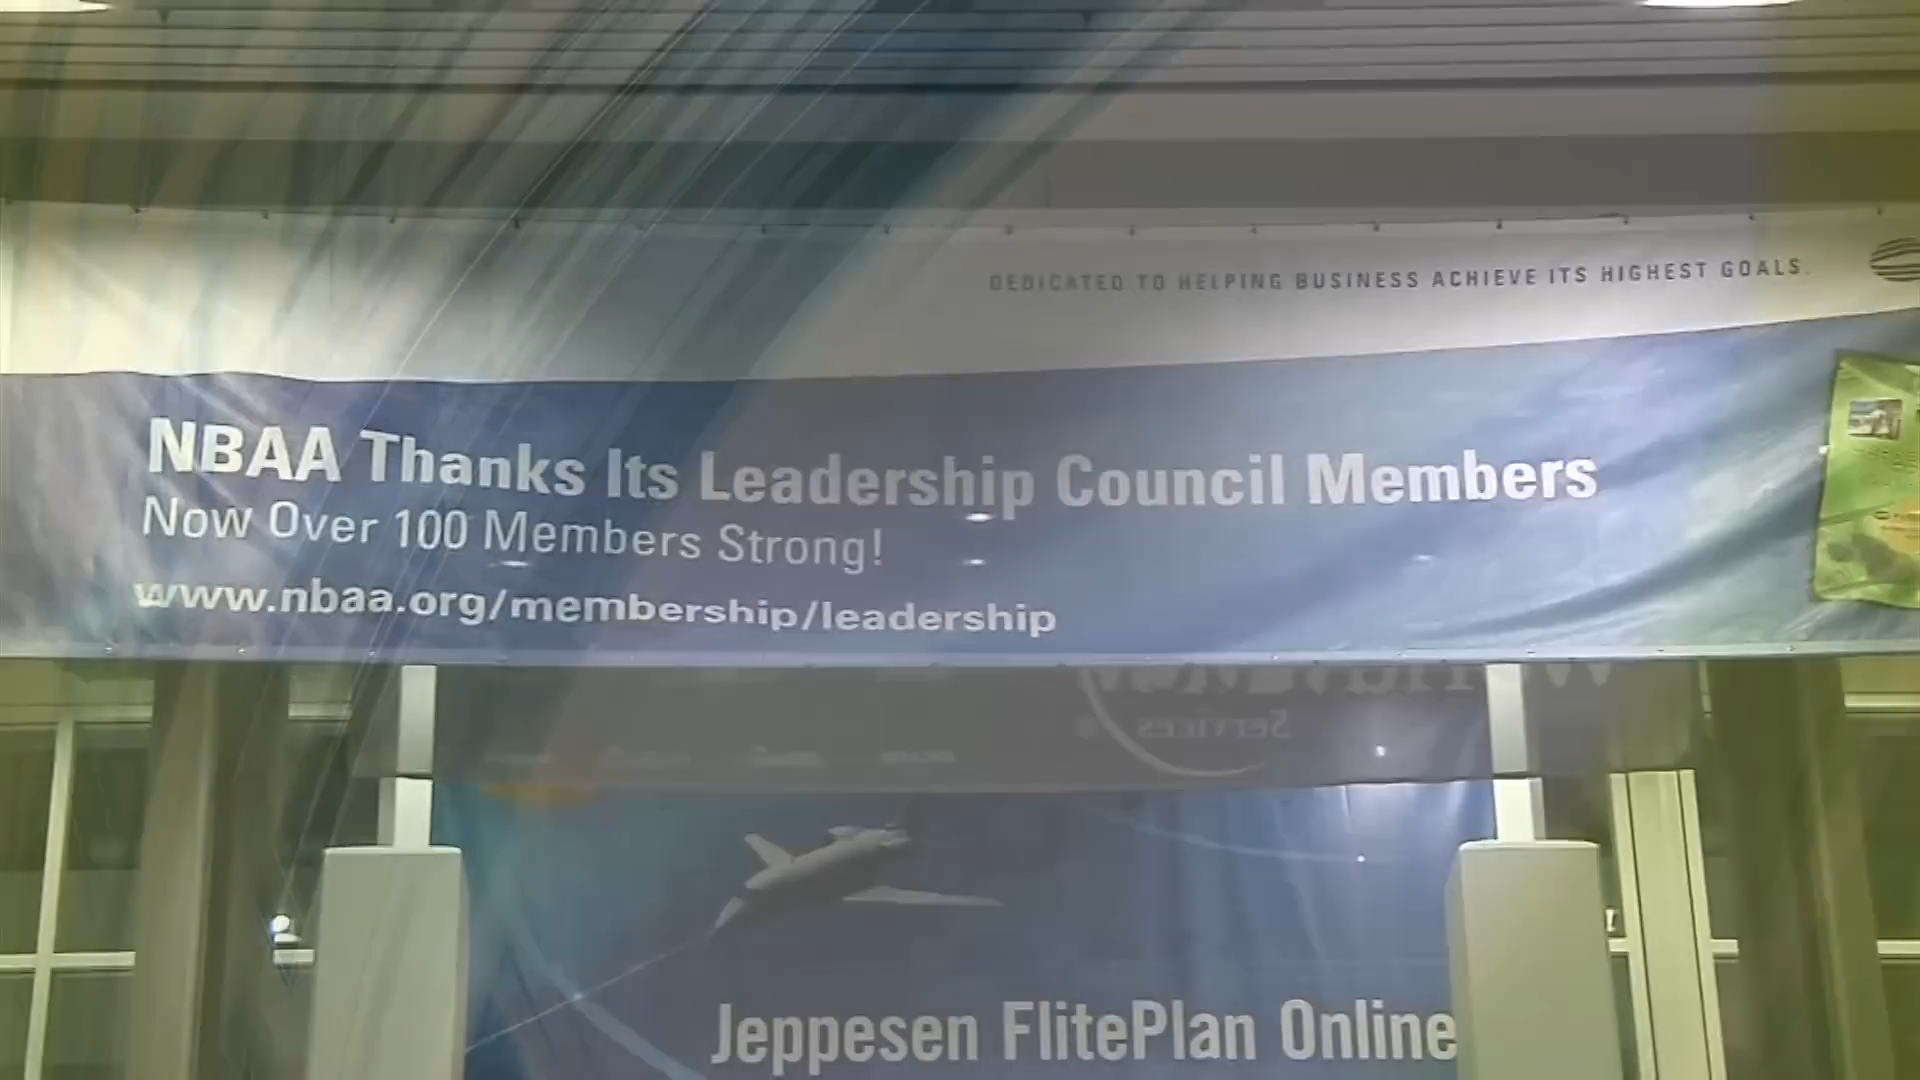 DEDICATED TO HELPING BUSINESS ACHIEVE ITS HIGHEST GOALS.
NBAA Thanks Its Leadership Council Members
Now Over 100 Members Strong!
www.nbaa.org/membership/leadership
Services
Jeppesen FlitePlan Online